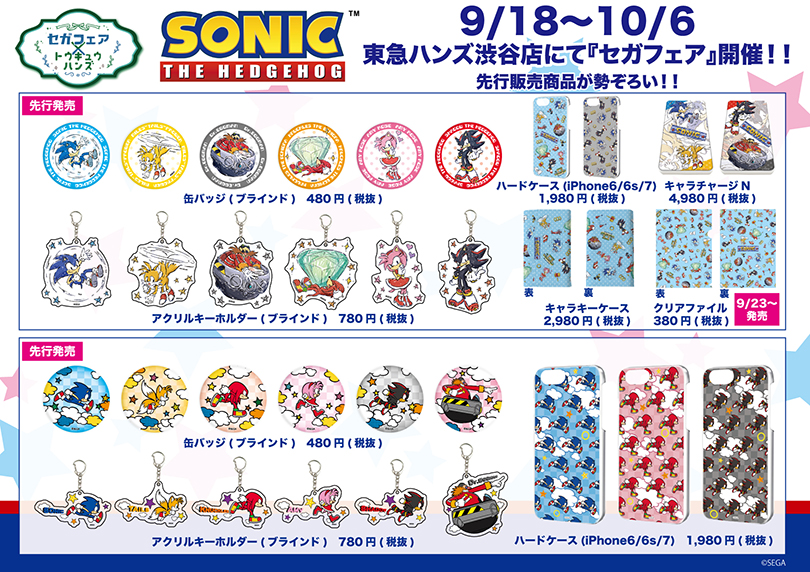 セガフェア
×
トウキュウ
ハンズ
SONIC
THE HEDGEHOG
TM
9/18〜10/6
東急ハンズ渋谷店にて『セガフェア』開催！！
先行販売商品が勢ぞろい！！
先行発売
缶バッジ(ブラインド) 480円(税抜)
ハードケース(iPhone6/6s/7)
1,980円(税抜)
キャラチャージN
4,980円(税抜)
アクリルキーホルダー(ブラインド) 780円(税抜)
表
裏
キャラキーケース
2,980円(税抜)
表
裏
クリアファイル
380円(税抜)
9/23〜
発売
先行発売
缶バッジ(ブラインド) 480円(税抜)
SONIC
TAILS
KNUCKLES
AMY
SHADOW
アクリルキーホルダー(ブラインド) 780円(税抜)
ハードケース(iPhone6/6s/7) 1,980円(税抜)
©SEGA